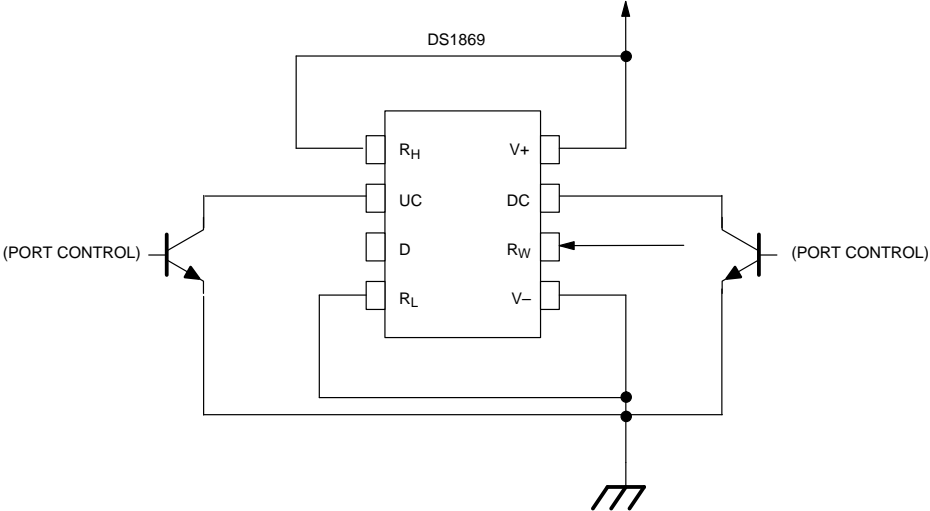 DS1869
R_H V+
UC DC
(PORT CONTROL) D R_W (PORT CONTROL)
R_L V–